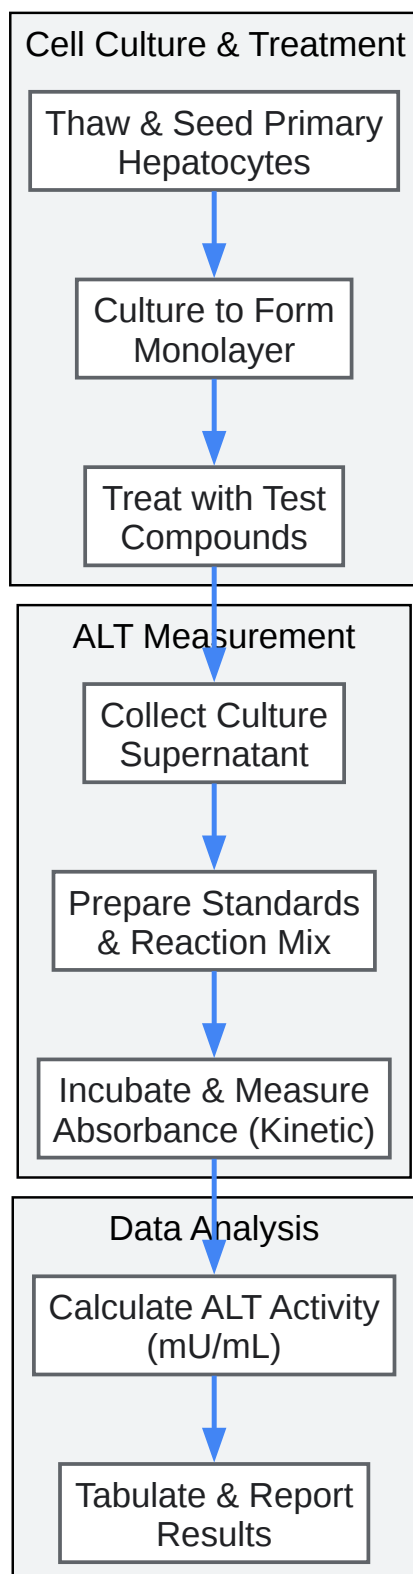 Cell Culture & Treatment
Thaw & Seed Primary
Hepatocytes
Culture to Form
Monolayer
Treat with Test
Compounds
ALT Measurement
Collect Culture
Supernatant
Prepare Standards
& Reaction Mix
Incubate & Measure
Absorbance (Kinetic)
Data Analysis
Calculate ALT Activity
(mU/mL)
Tabulate & Report
Results